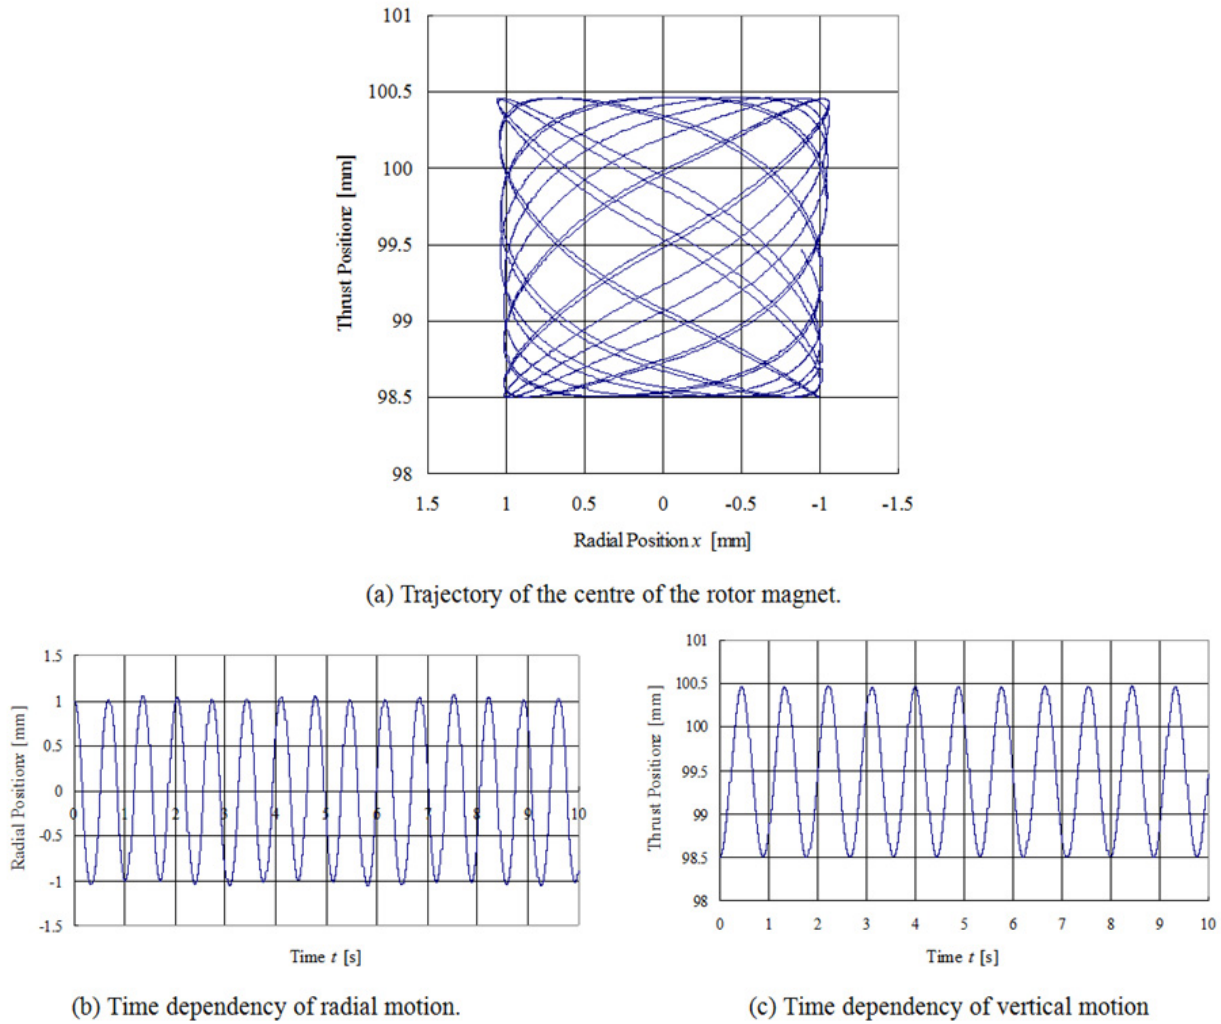 101
100.5
100
99.5
99
98.5
98
Thrust Positionz [mm]
1.5 1 0.5 0 -0.5 -1 -1.5
Radial Position x [mm]
(a) Trajectory of the centre of the rotor magnet.
1.5
1
0.5
0
-0.5
-1
-1.5
Radial Positionx [mm]
0 1 2 3 4 5 6 7 8 9 10
Time t [s]
(b) Time dependency of radial motion.
101
100.5
100
99.5
99
98.5
98
Thrust Positionz [mm]
0 1 2 3 4 5 6 7 8 9 10
Time t [s]
(c) Time dependency of vertical motion